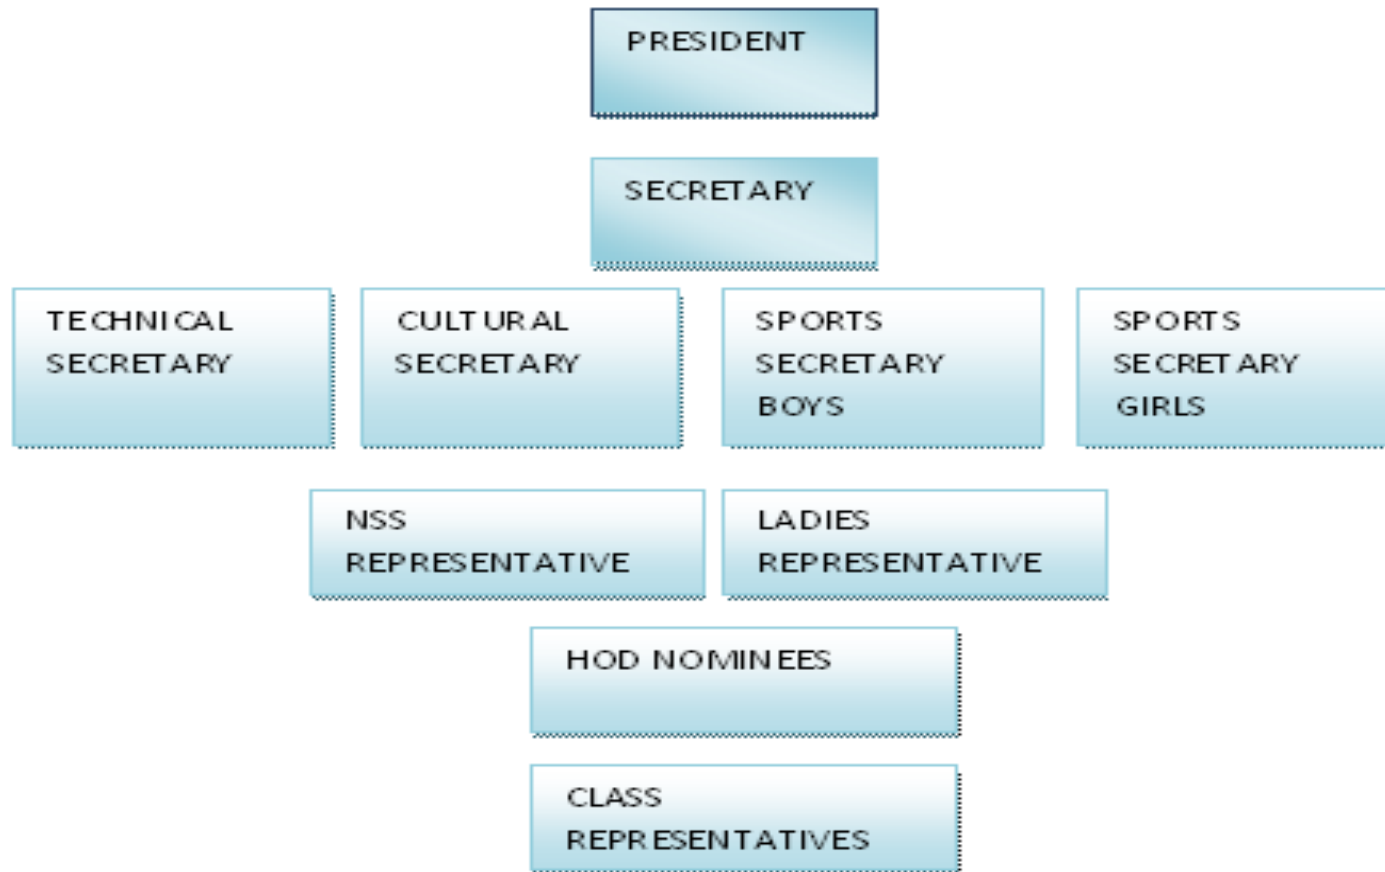 PRESIDENT
SECRETARY
TECHNICAL
SECRETARY
CULTURAL
SECRETARY
SPORTS
SECRETARY
BOYS
SPORTS
SECRETARY
GIRLS
NSS
REPRESENTATIVE
LADIES
REPRESENTATIVE
HOD NOMINEES
CLASS
REPRESENTATIVES